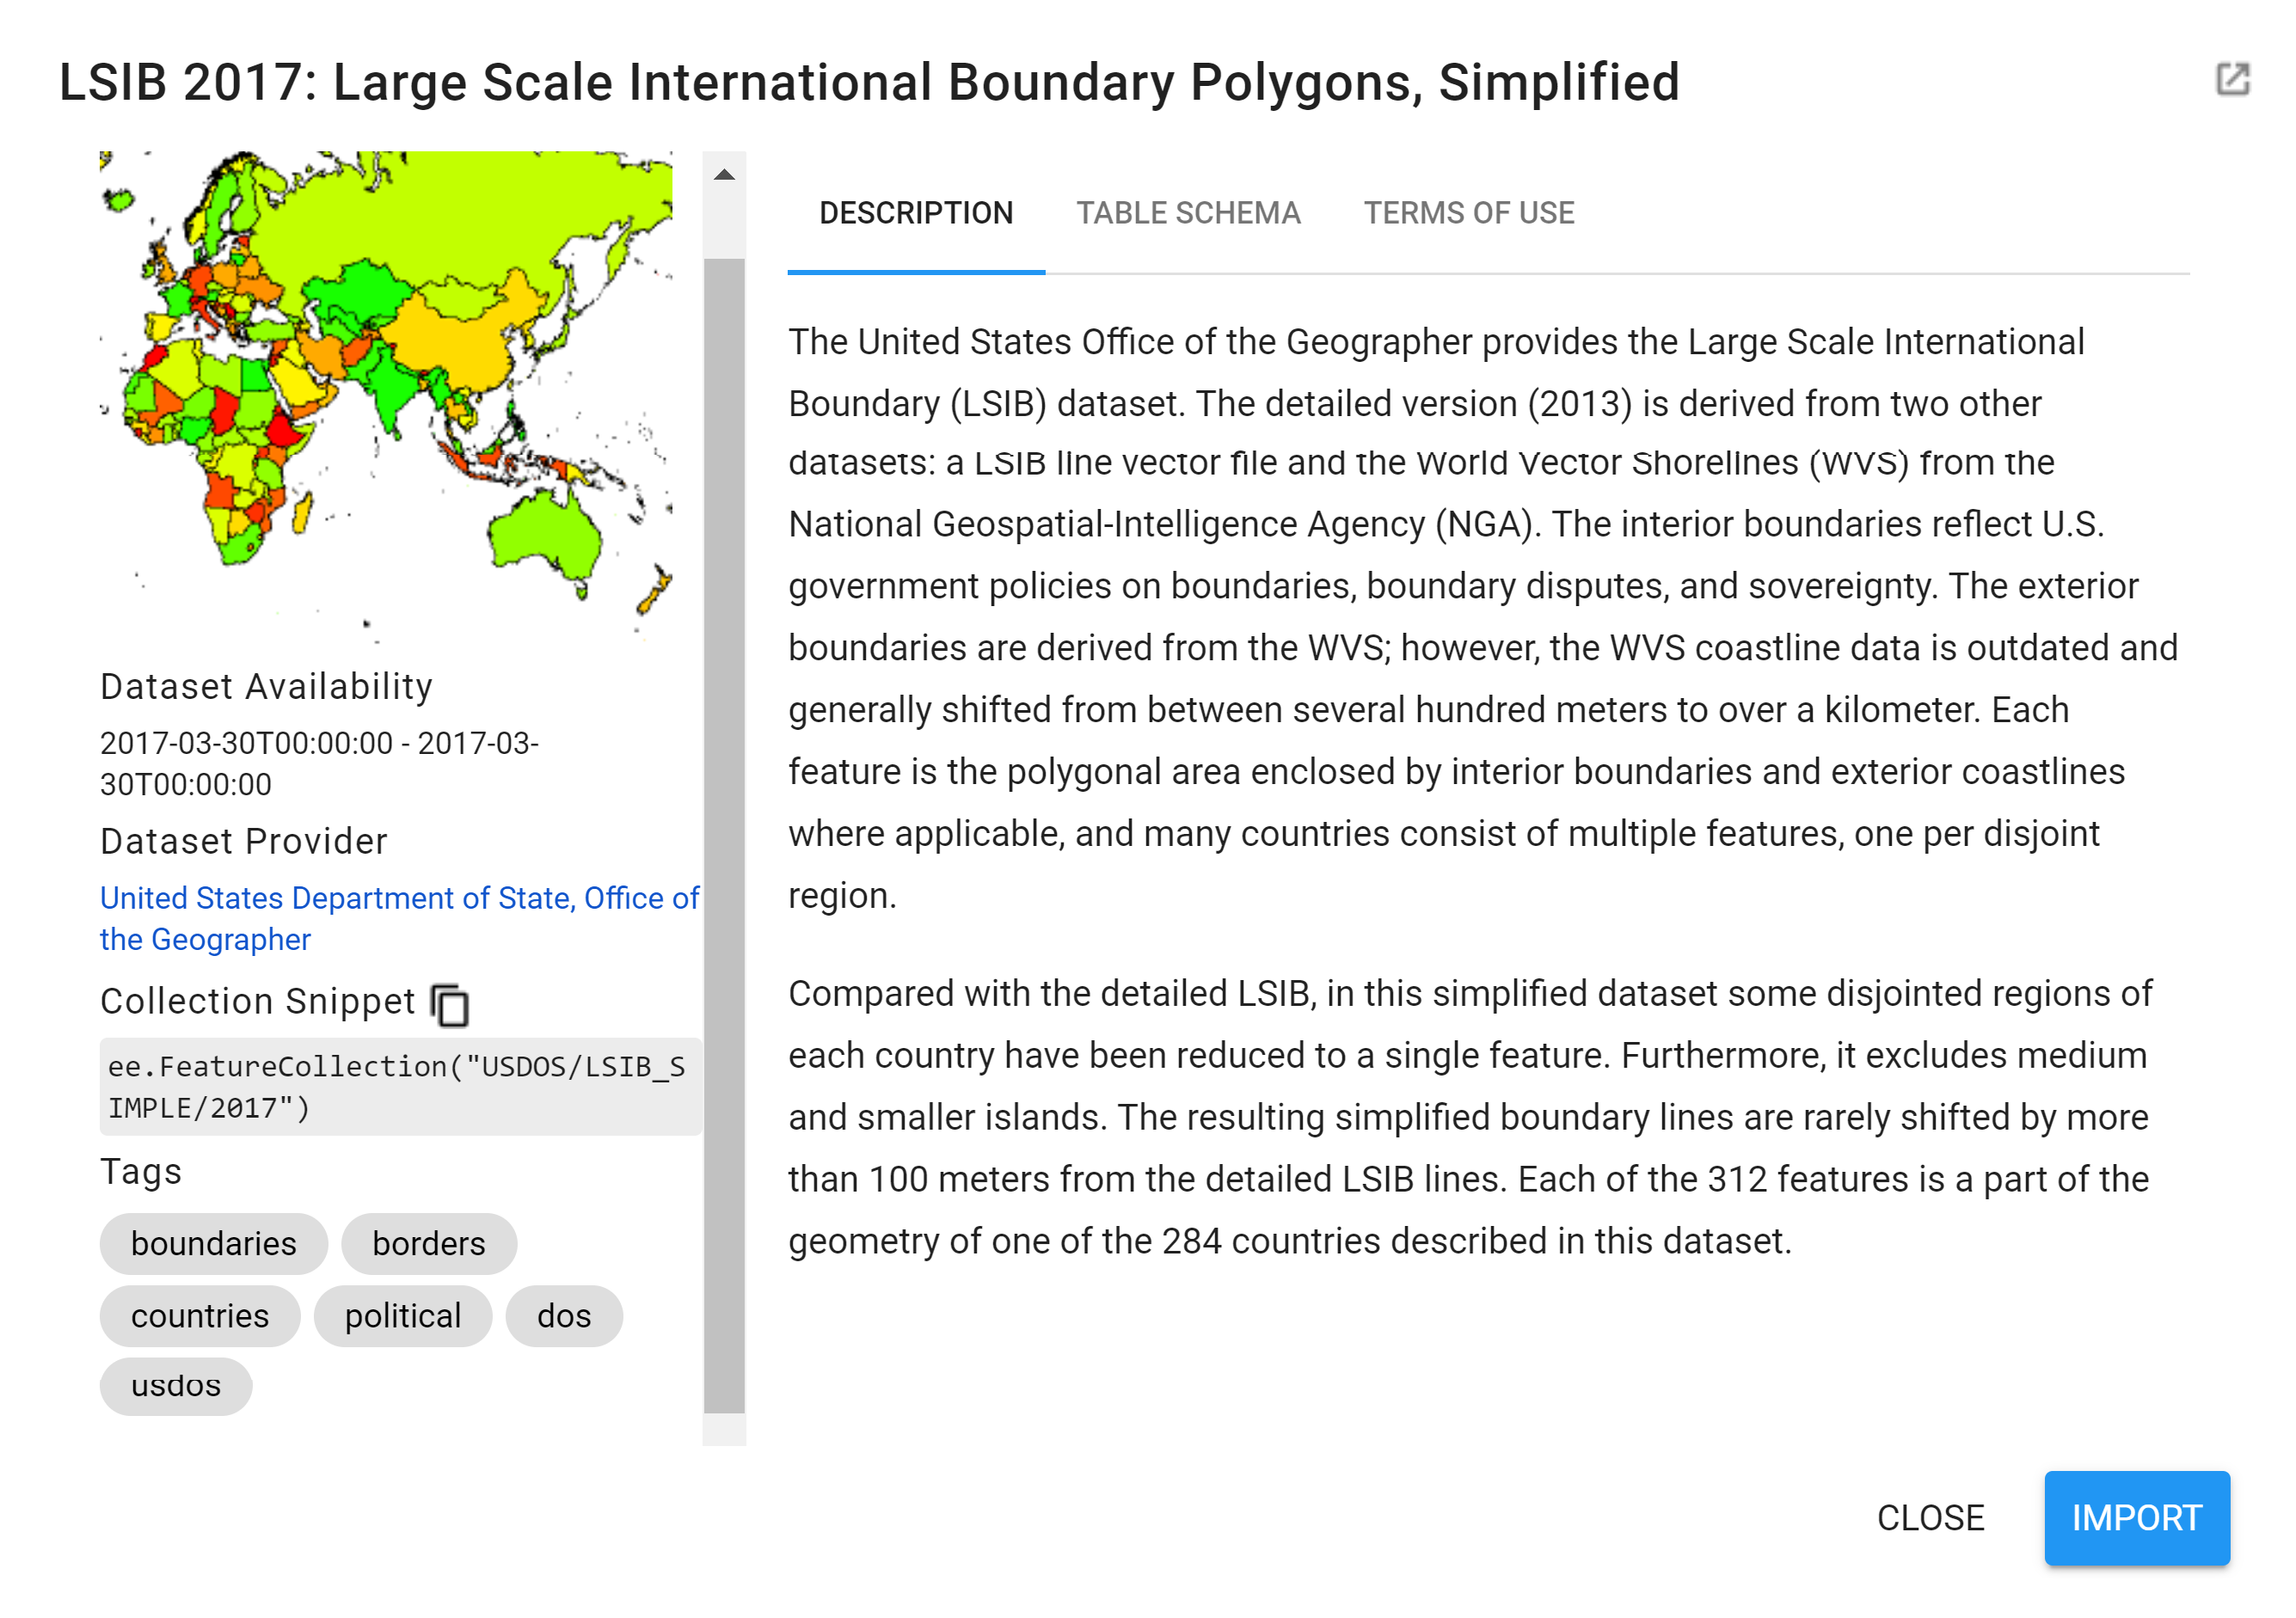 LSIB 2017: Large Scale International Boundary Polygons, Simplified
Dataset Availability
2017-03-30T00:00:00 - 2017-03-
30T00:00:00
Dataset Provider
United States Department of State, Office of
the Geographer
Collection Snippet
ee.FeatureCollection("USDOS/LSIB_S
IMPLE/2017")
Tags
boundaries borders
countries political dos
usdos
DESCRIPTION TABLE SCHEMA TERMS OF USE
The United States Office of the Geographer provides the Large Scale International
Boundary (LSIB) dataset. The detailed version (2013) is derived from two other
datasets: a LSIB line vector file and the World Vector Shorelines (WVS) from the
National Geospatial-Intelligence Agency (NGA). The interior boundaries reflect U.S.
government policies on boundaries, boundary disputes, and sovereignty. The exterior
boundaries are derived from the WVS; however, the WVS coastline data is outdated and
generally shifted from between several hundred meters to over a kilometer. Each
feature is the polygonal area enclosed by interior boundaries and exterior coastlines
where applicable, and many countries consist of multiple features, one per disjoint
region.
Compared with the detailed LSIB, in this simplified dataset some disjointed regions of
each country have been reduced to a single feature. Furthermore, it excludes medium
and smaller islands. The resulting simplified boundary lines are rarely shifted by more
than 100 meters from the detailed LSIB lines. Each of the 312 features is a part of the
geometry of one of the 284 countries described in this dataset.
CLOSE IMPORT